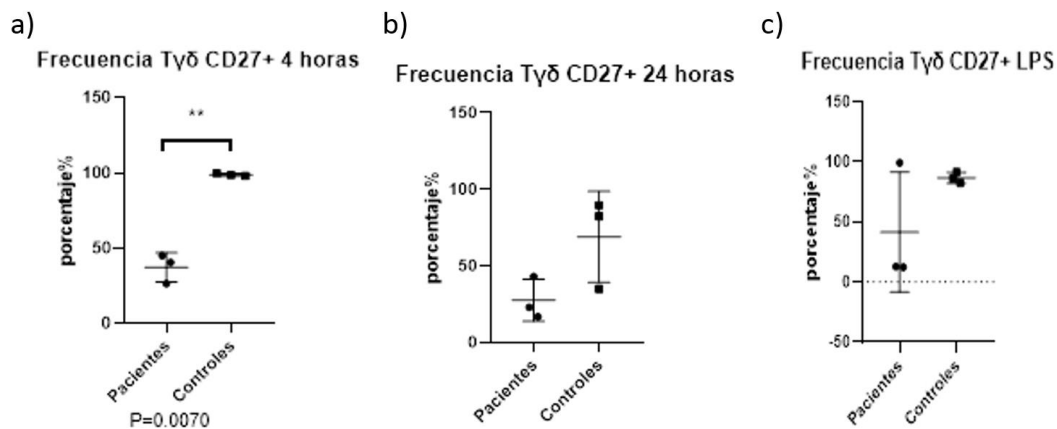 a)
Frecuencia Tγδ CD27+ 4 horas
porcentaje%
150
100
50
0
**
Pacientes
Controles
P=0.0070
b)
Frecuencia Tγδ CD27+ 24 horas
porcentaje%
150
100
50
0
Pacientes
Controles
c)
Frecuencia Tγδ CD27+ LPS
porcentaje%
150
100
50
0
-50
Pacientes
Controles